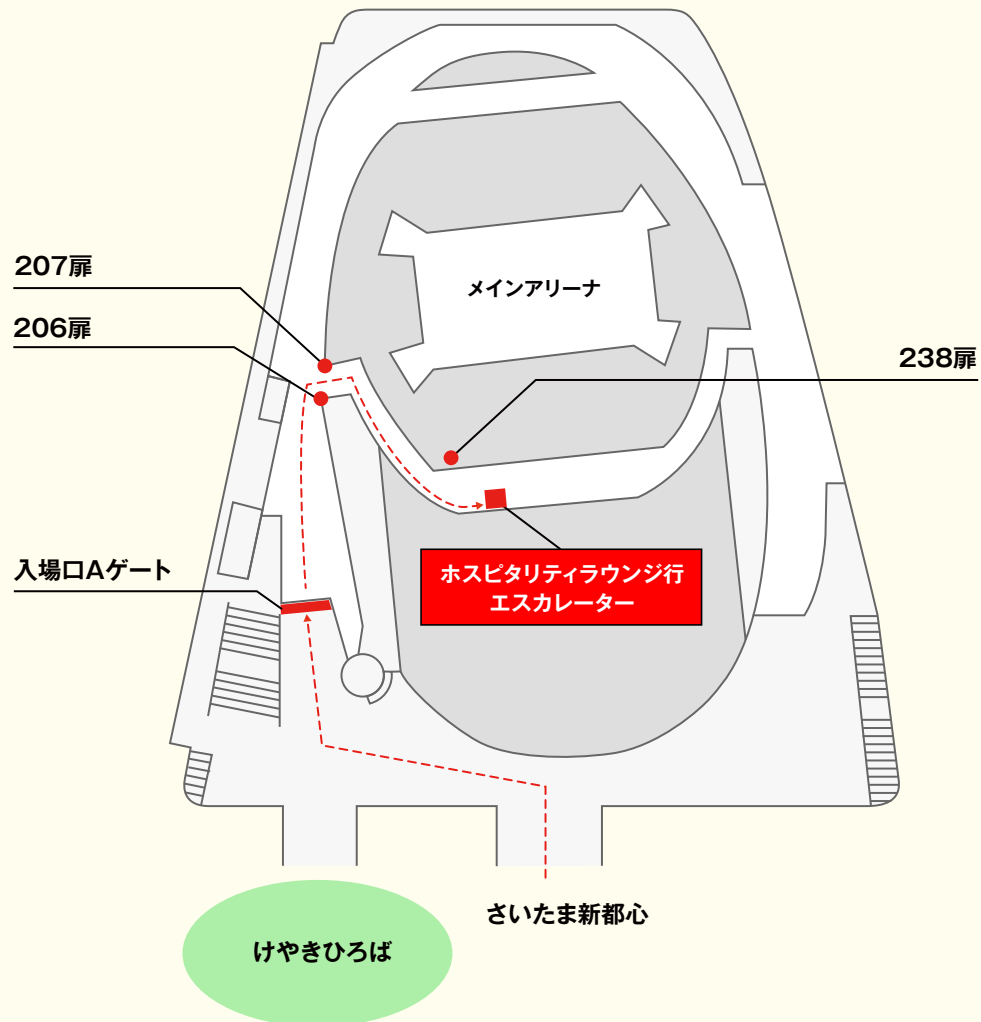 メインアリーナ
207扉
206扉
238扉
入場口Aゲート
ホスピタリティラウンジ行
エスカレーター
さいたま新都心
けやきひろば